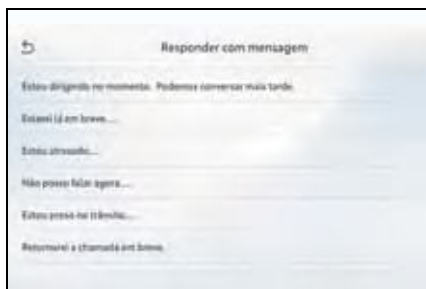 Responder com mensagem
Estou dirigindo no momento. Podemos conversar mais tarde.
Estarei lá em breve....
Estou atrasado...
Não posso falar agora....
Estou preso no trânsito....
Retornarei a chamada em breve.